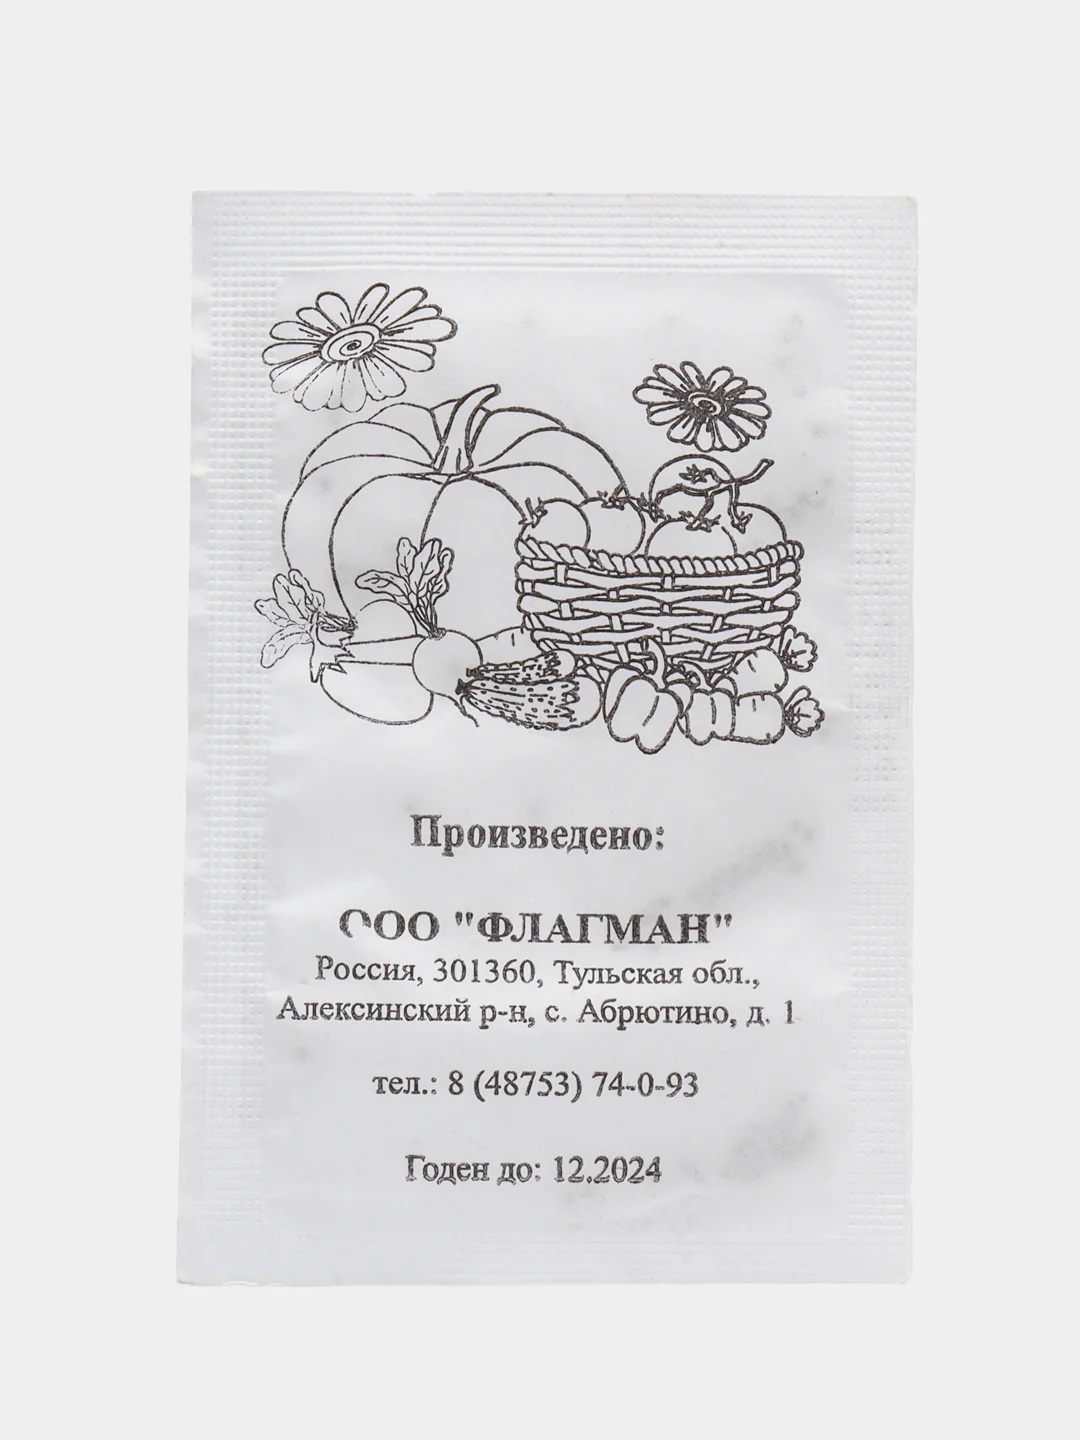 Произведено:
ООО "ФЛАГМАН"
Россия, 301360, Тульская обл.,
Алексинский р-н, с. Абрютино, д. 1
тел.: 8 (48753) 74-0-93
Годен до: 12.2024